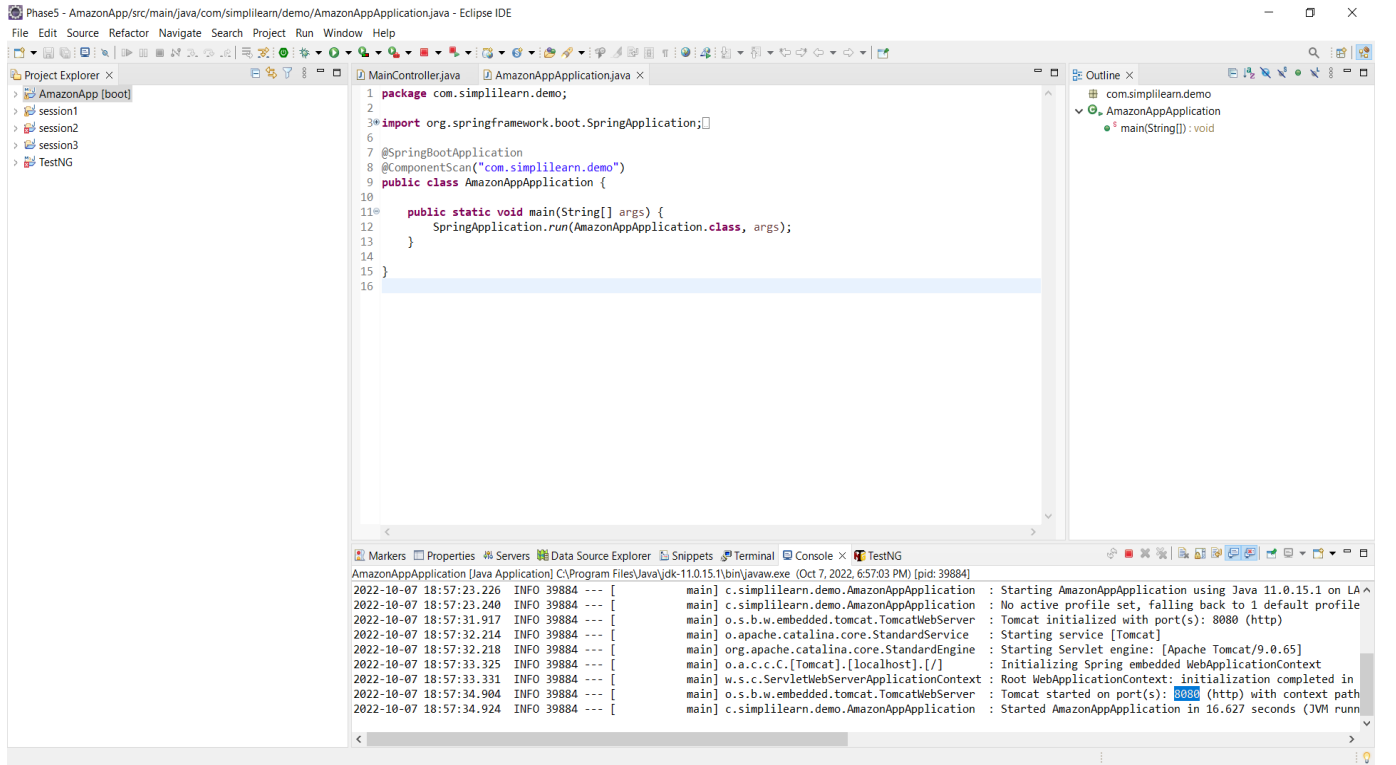 Phase5 - AmazonApp/src/main/java/com/simplilearn/demo/AmazonAppApplication.java - Eclipse IDE
File Edit Source Refactor Navigate Search Project Run Window Help
Project Explorer
AmazonApp [boot]
session1
session2
session3
TestNG
MainController.java AmazonAppApplication.java
1 package com.simplilearn.demo;
2
3 import org.springframework.boot.SpringApplication;
6
7 @SpringBootApplication
8 @ComponentScan("com.simplilearn.demo")
9 public class AmazonAppApplication {
10
11 public static void main(String[] args) {
12 SpringApplication.run(AmazonAppApplication.class, args);
13 }
14
15 }
16
Outline
com.simplilearn.demo
AmazonAppApplication
main(String[]) : void
Markers Properties Servers Data Source Explorer Snippets Terminal Console TestNG
AmazonAppApplication [Java Application] C:\Program Files\Java\jdk-11.0.15.1\bin\javaw.exe (Oct 7, 2022, 6:57:03 PM) [pid: 39884]
2022-10-07 18:57:23.226 INFO 39884 --- [ main] c.simplilearn.demo.AmazonAppApplication : Starting AmazonAppApplication using Java 11.0.15.1 on LA
2022-10-07 18:57:23.240 INFO 39884 --- [ main] c.simplilearn.demo.AmazonAppApplication : No active profile set, falling back to 1 default profile
2022-10-07 18:57:31.917 INFO 39884 --- [ main] o.s.b.w.embedded.tomcat.TomcatWebServer : Tomcat initialized with port(s): 8080 (http)
2022-10-07 18:57:32.214 INFO 39884 --- [ main] o.apache.catalina.core.StandardService : Starting service [Tomcat]
2022-10-07 18:57:32.218 INFO 39884 --- [ main] org.apache.catalina.core.StandardEngine : Starting Servlet engine: [Apache Tomcat/9.0.65]
2022-10-07 18:57:33.325 INFO 39884 --- [ main] o.a.c.c.C.[Tomcat].[localhost].[/] : Initializing Spring embedded WebApplicationContext
2022-10-07 18:57:33.331 INFO 39884 --- [ main] w.s.c.ServletWebServerApplicationContext : Root WebApplicationContext: initialization completed in
2022-10-07 18:57:34.904 INFO 39884 --- [ main] o.s.b.w.embedded.tomcat.TomcatWebServer : Tomcat started on port(s): 8080 (http) with context path
2022-10-07 18:57:34.924 INFO 39884 --- [ main] c.simplilearn.demo.AmazonAppApplication : Started AmazonAppApplication in 16.627 seconds (JVM runn